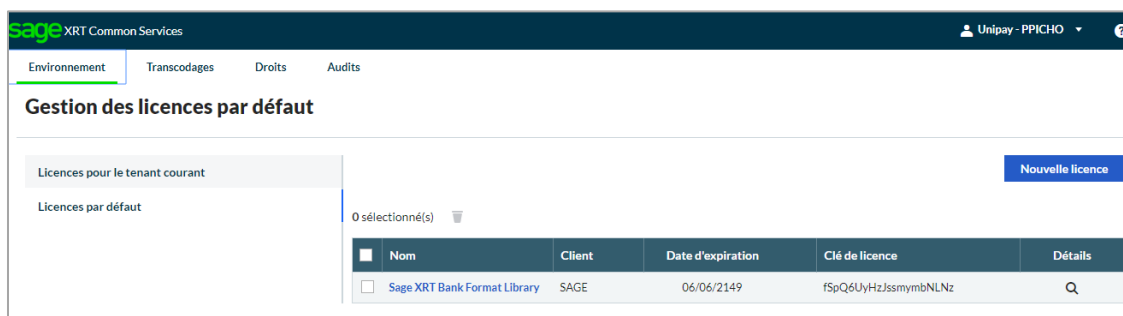 sage XRT Common Services
Unipay - PPICHO
?
Environnement Transcodages Droits Audits
Gestion des licences par défaut
Licences pour le tenant courant
Nouvelle licence
Licences par défaut
0 sélectionné(s)
Nom Client Date d'expiration Clé de licence Détails
Sage XRT Bank Format Library SAGE 06/06/2149 fSpQ6UyHzJssmymbNLNz